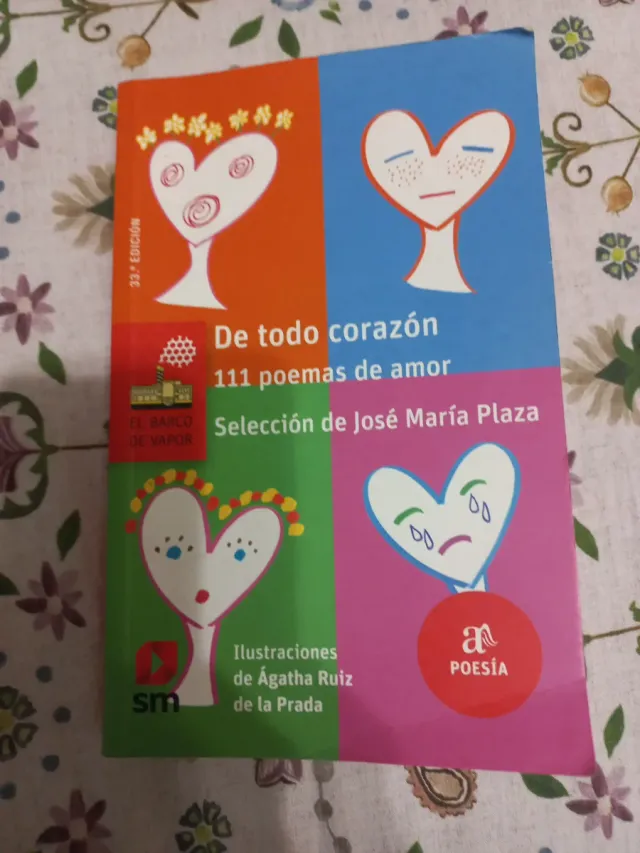 33.ª EDICIÓN
De todo corazón
111 poemas de amor
Selección de José María Plaza
EL BARCO
DE VAPOR
Ilustraciones
de Ágatha Ruiz
de la Prada
sm
a
POESÍA